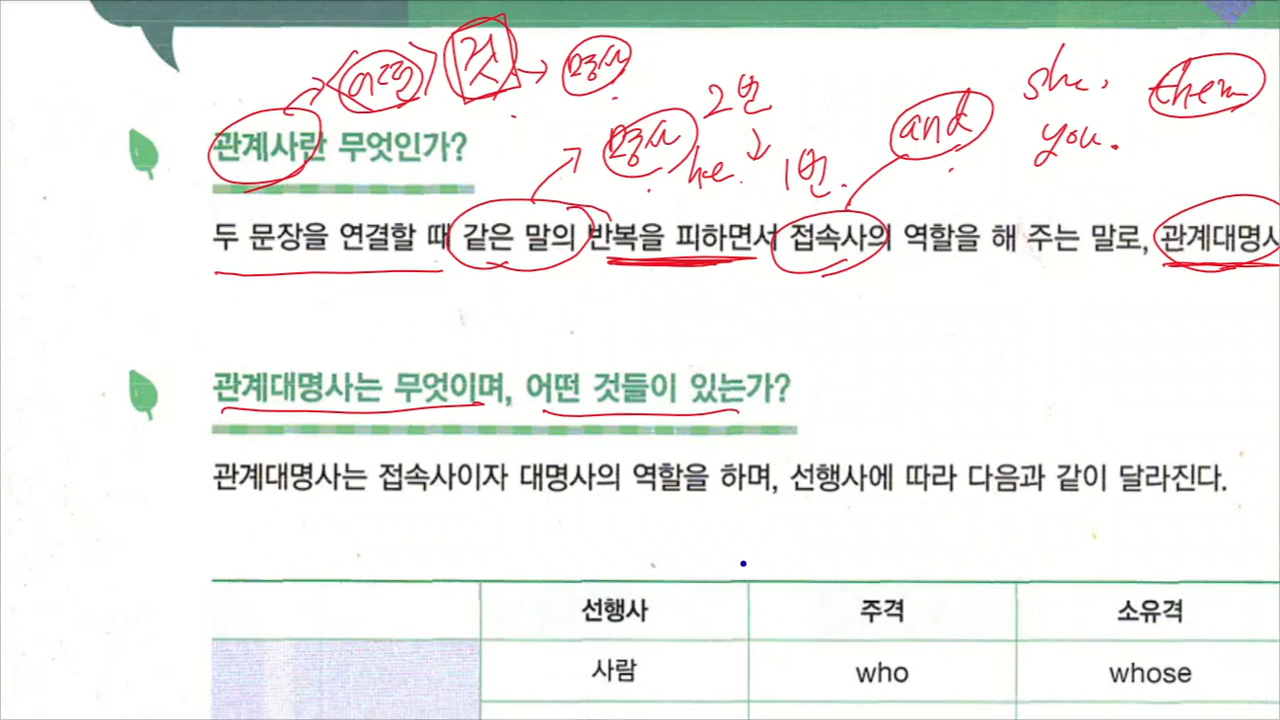 이름 것 → 명사
she. them
2번
명사
and
you.
관계사란 무엇인가?
he.
1번.
두 문장을 연결할 때 같은 말의 반복을 피하면서 접속사의 역할을 해 주는 말로, 관계대명사
관계대명사는 무엇이며, 어떤 것들이 있는가?
관계대명사는 접속사이자 대명사의 역할을 하며, 선행사에 따라 다음과 같이 달라진다.
선행사 주격 소유격
사람 who whose